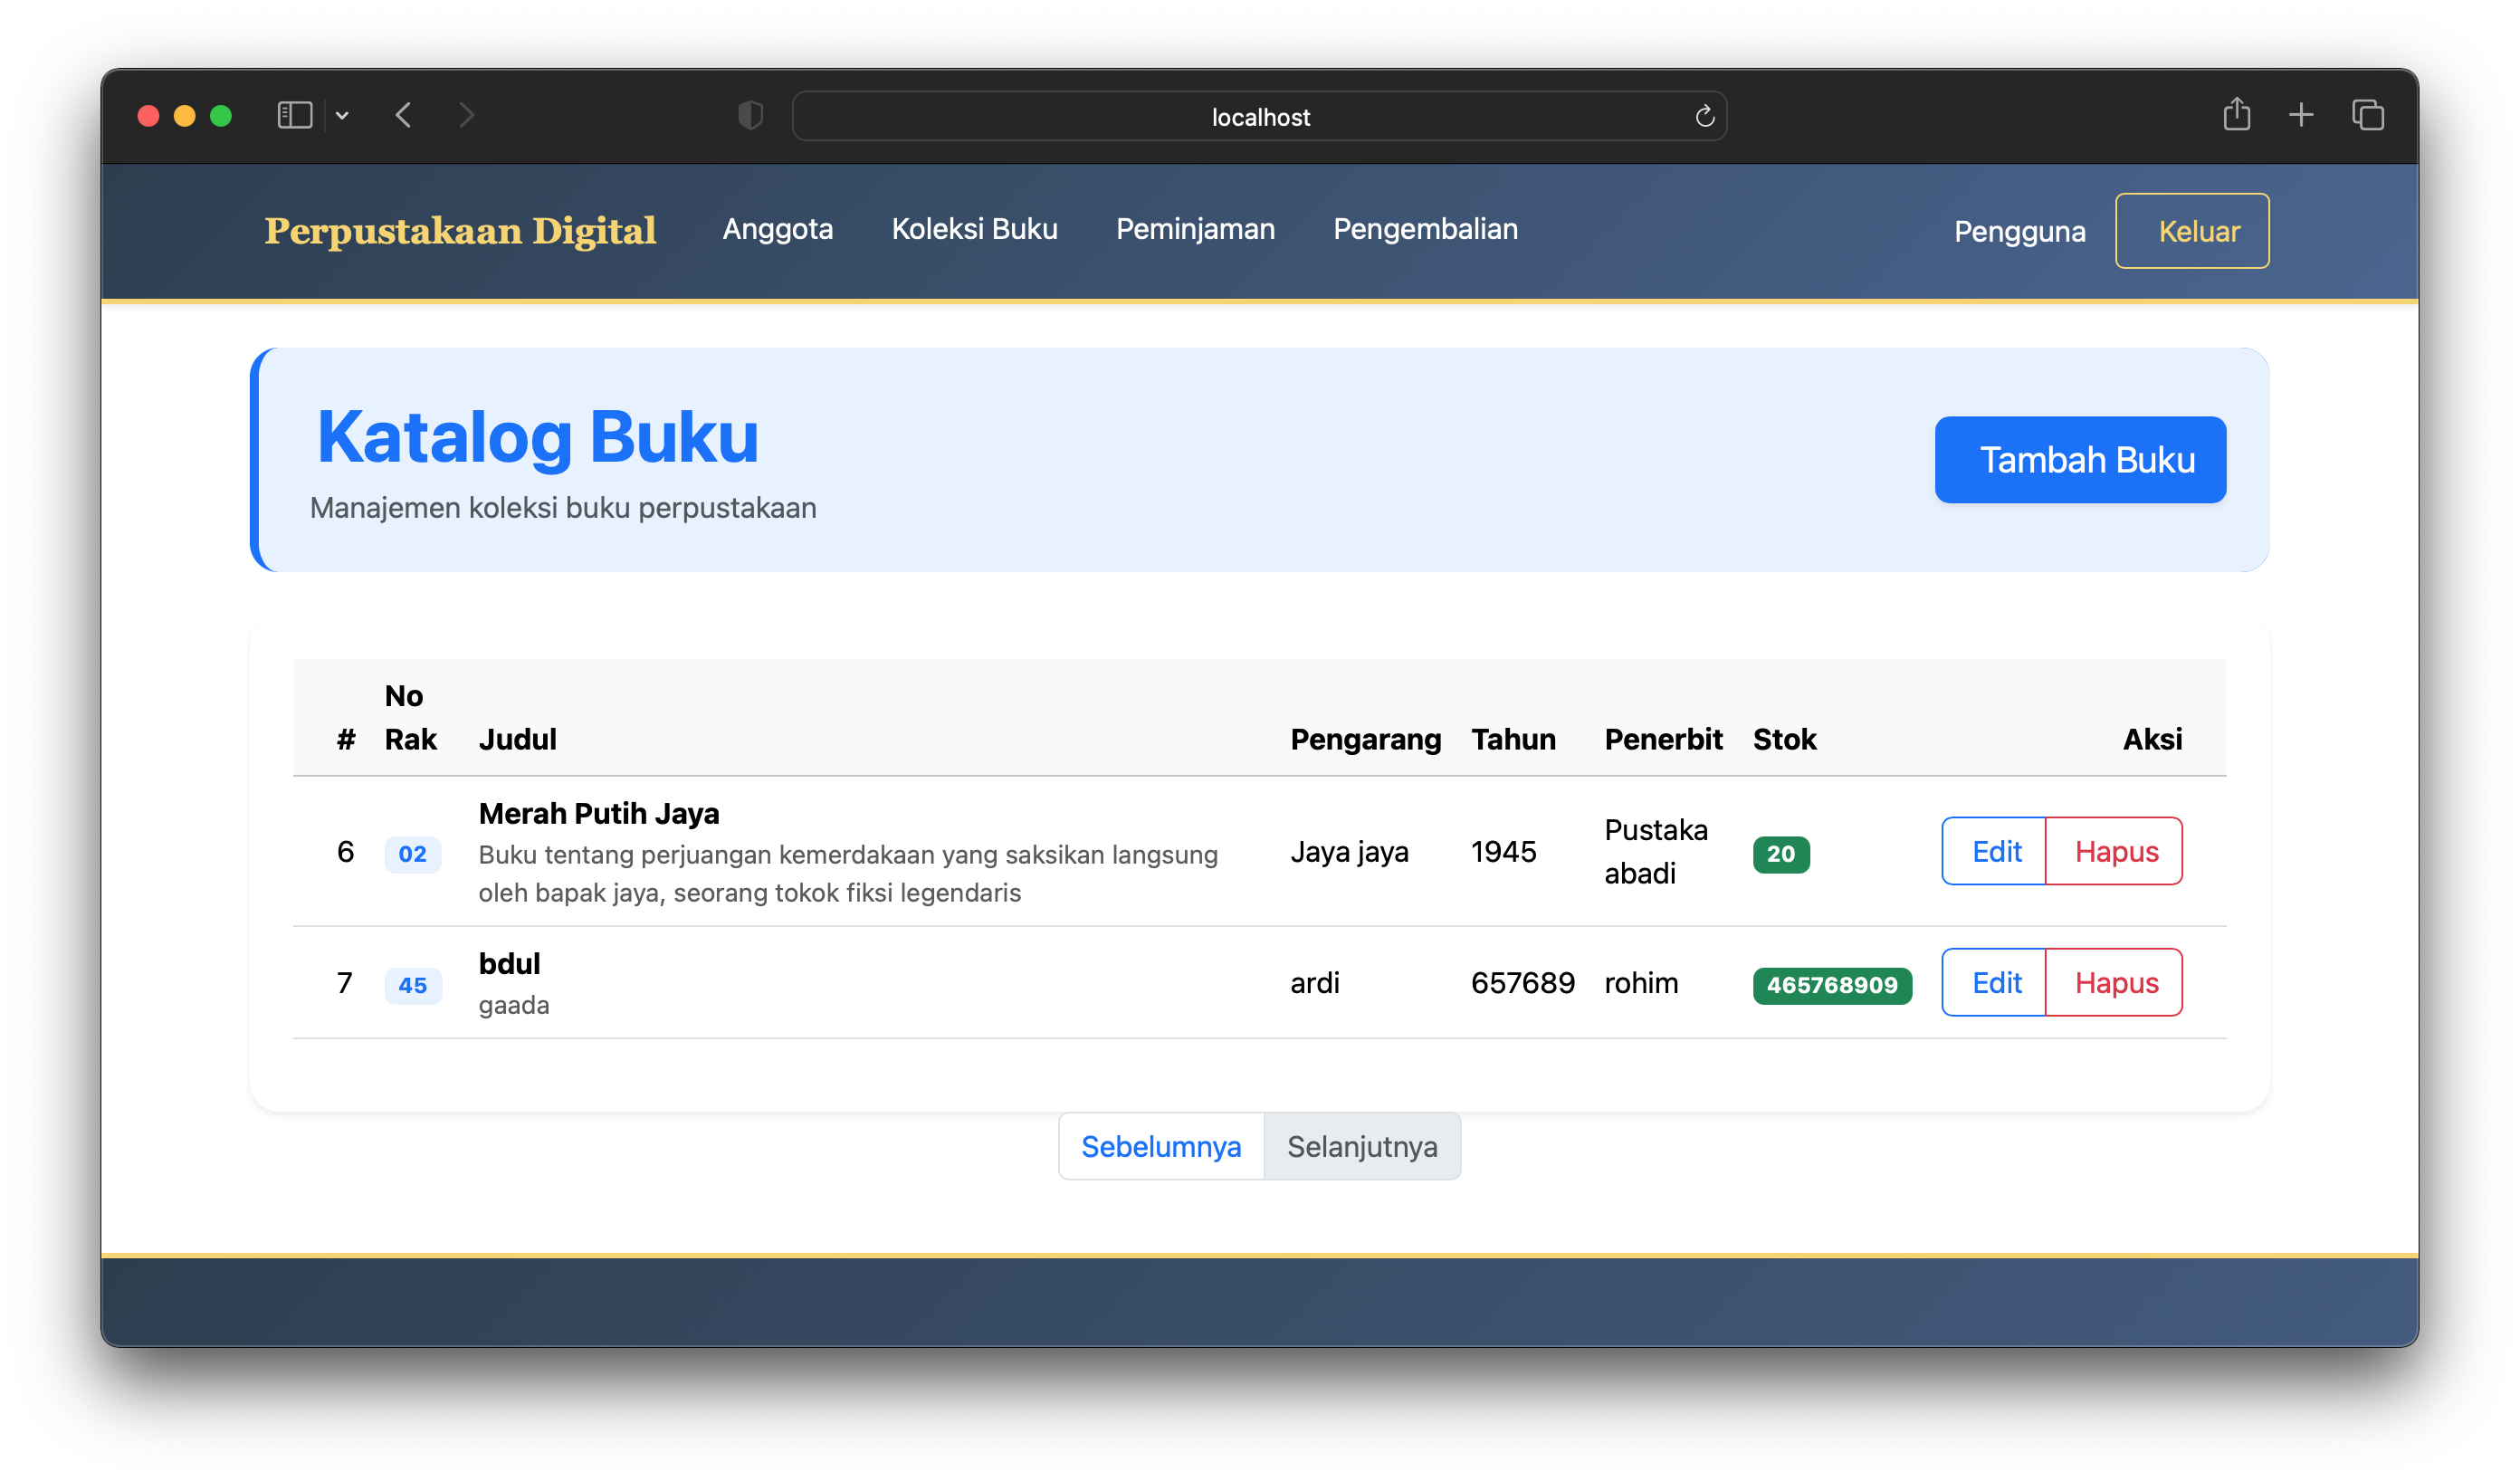 localhost
Perpustakaan Digital Anggota Koleksi Buku Peminjaman Pengembalian Pengguna Keluar
Katalog Buku
Manajemen koleksi buku perpustakaan
Tambah Buku
# No Rak Judul Pengarang Tahun Penerbit Stok Aksi
6 02 Merah Putih Jaya
Buku tentang perjuangan kemerdakaan yang saksikan langsung
oleh bapak jaya, seorang tokok fiksi legendaris
Jaya jaya 1945 Pustaka abadi 20 Edit Hapus
7 45 bdul
gaada
ardi 657689 rohim 465768909 Edit Hapus
Sebelumnya Selanjutnya